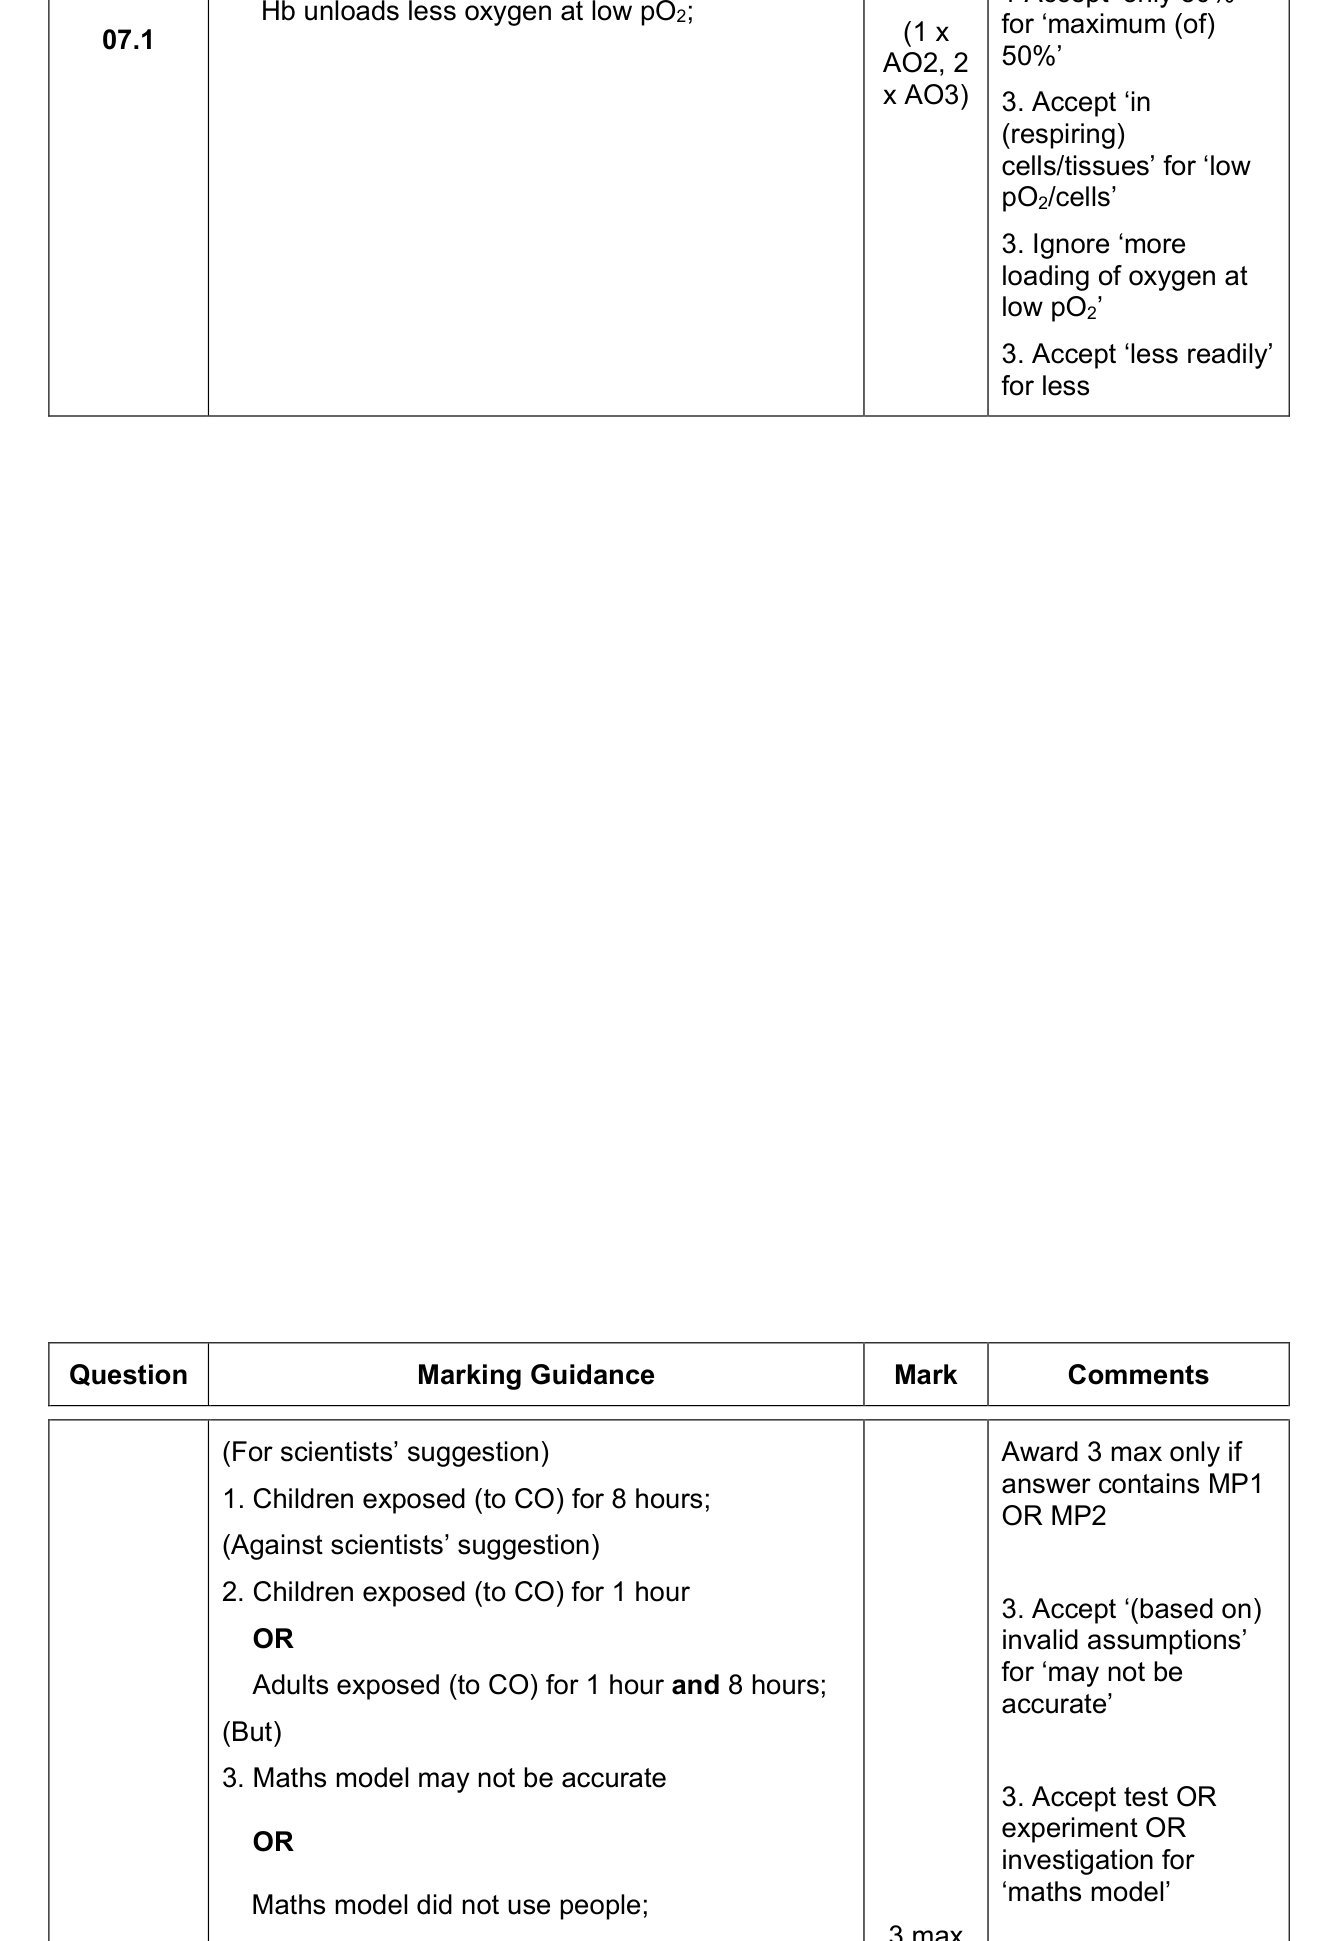 Hb unloads less oxygen at low pO₂;
07.1
(1 x
AO2, 2
x AO3)
for ‘maximum (of)
50%’
3. Accept ‘in
(respiring)
cells/tissues’ for ‘low
pO₂/cells’
3. Ignore ‘more
loading of oxygen at
low pO₂’
3. Accept ‘less readily’
for less
Question Marking Guidance Mark Comments
(For scientists’ suggestion)
1. Children exposed (to CO) for 8 hours;
(Against scientists’ suggestion)
2. Children exposed (to CO) for 1 hour
OR
Adults exposed (to CO) for 1 hour and 8 hours;
(But)
3. Maths model may not be accurate
OR
Maths model did not use people;
3 max
Award 3 max only if
answer contains MP1
OR MP2
3. Accept ‘(based on)
invalid assumptions’
for ‘may not be
accurate’
3. Accept test OR
experiment OR
investigation for
‘maths model’